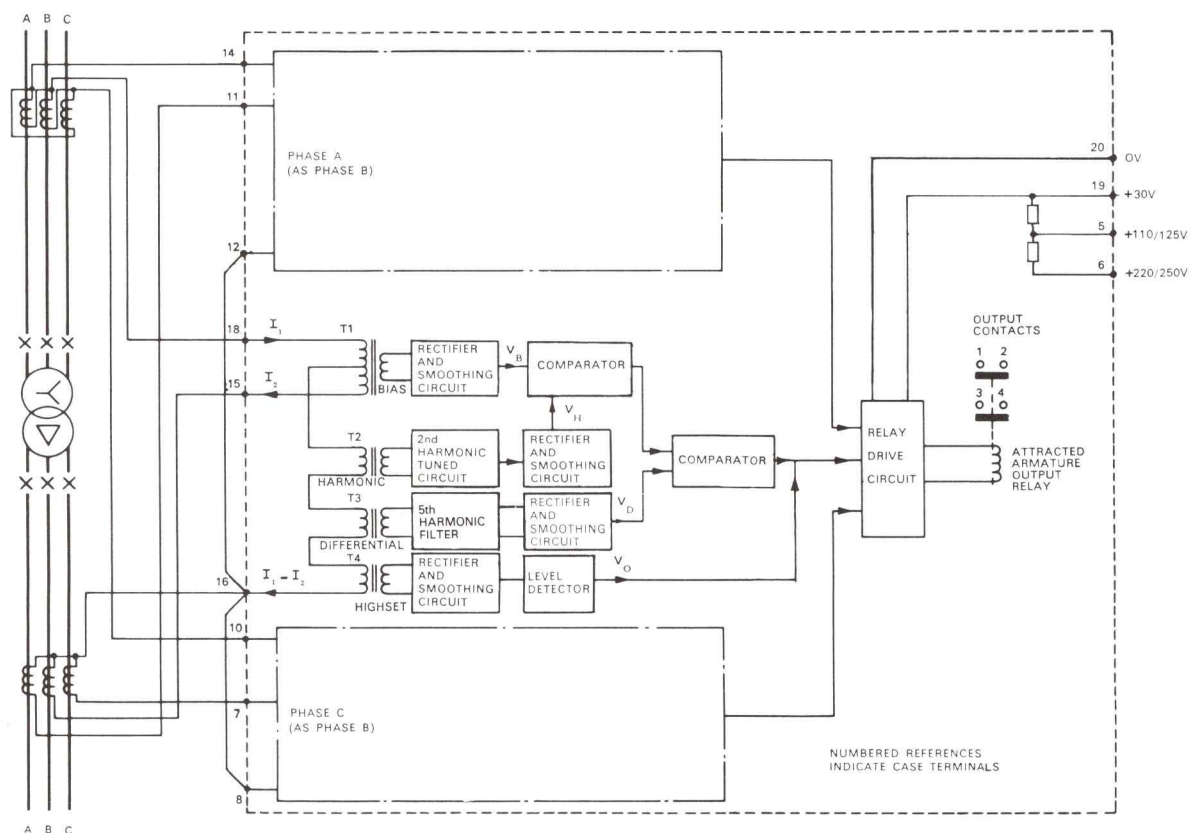 A B C
14
11
PHASE A
(AS PHASE B)
12
20
OV
19
+30V
5
+110/125V
6
+220/250V
OUTPUT
CONTACTS
1 2
3 4
18
I₁
T1
BIAS
RECTIFIER
AND
SMOOTHING
CIRCUIT
V_B
COMPARATOR
15
I₂
V_H
T2
HARMONIC
2nd
HARMONIC
TUNED
CIRCUIT
RECTIFIER
AND
SMOOTHING
CIRCUIT
COMPARATOR
RELAY
DRIVE
CIRCUIT
ATTRACTED
ARMATURE
OUTPUT
RELAY
T3
DIFFERENTIAL
5th
HARMONIC
FILTER
RECTIFIER
AND
SMOOTHING
CIRCUIT
V_D
T4
HIGHSET
16
I₁ - I₂
RECTIFIER
AND
SMOOTHING
CIRCUIT
LEVEL
DETECTOR
V_O
10
7
PHASE C
(AS PHASE B)
8
NUMBERED REFERENCES
INDICATE CASE TERMINALS
A B C